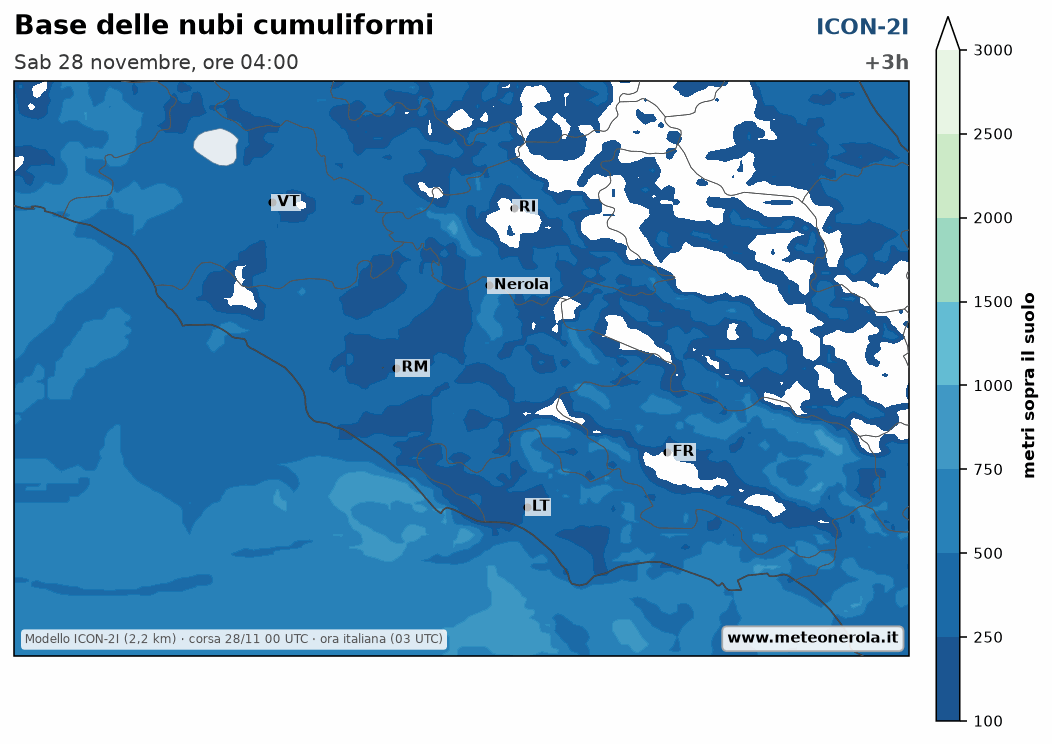 Base delle nubi cumuliformi
ICON-2I
Sab 28 novembre, ore 04:00
+3h
VT
RI
Nerola
RM
FR
LT
Modello ICON-2I (2,2 km) · corsa 28/11 00 UTC · ora italiana (03 UTC)
www.meteonerola.it
3000
2500
2000
1500
1000
750
500
250
100
metri sopra il suolo